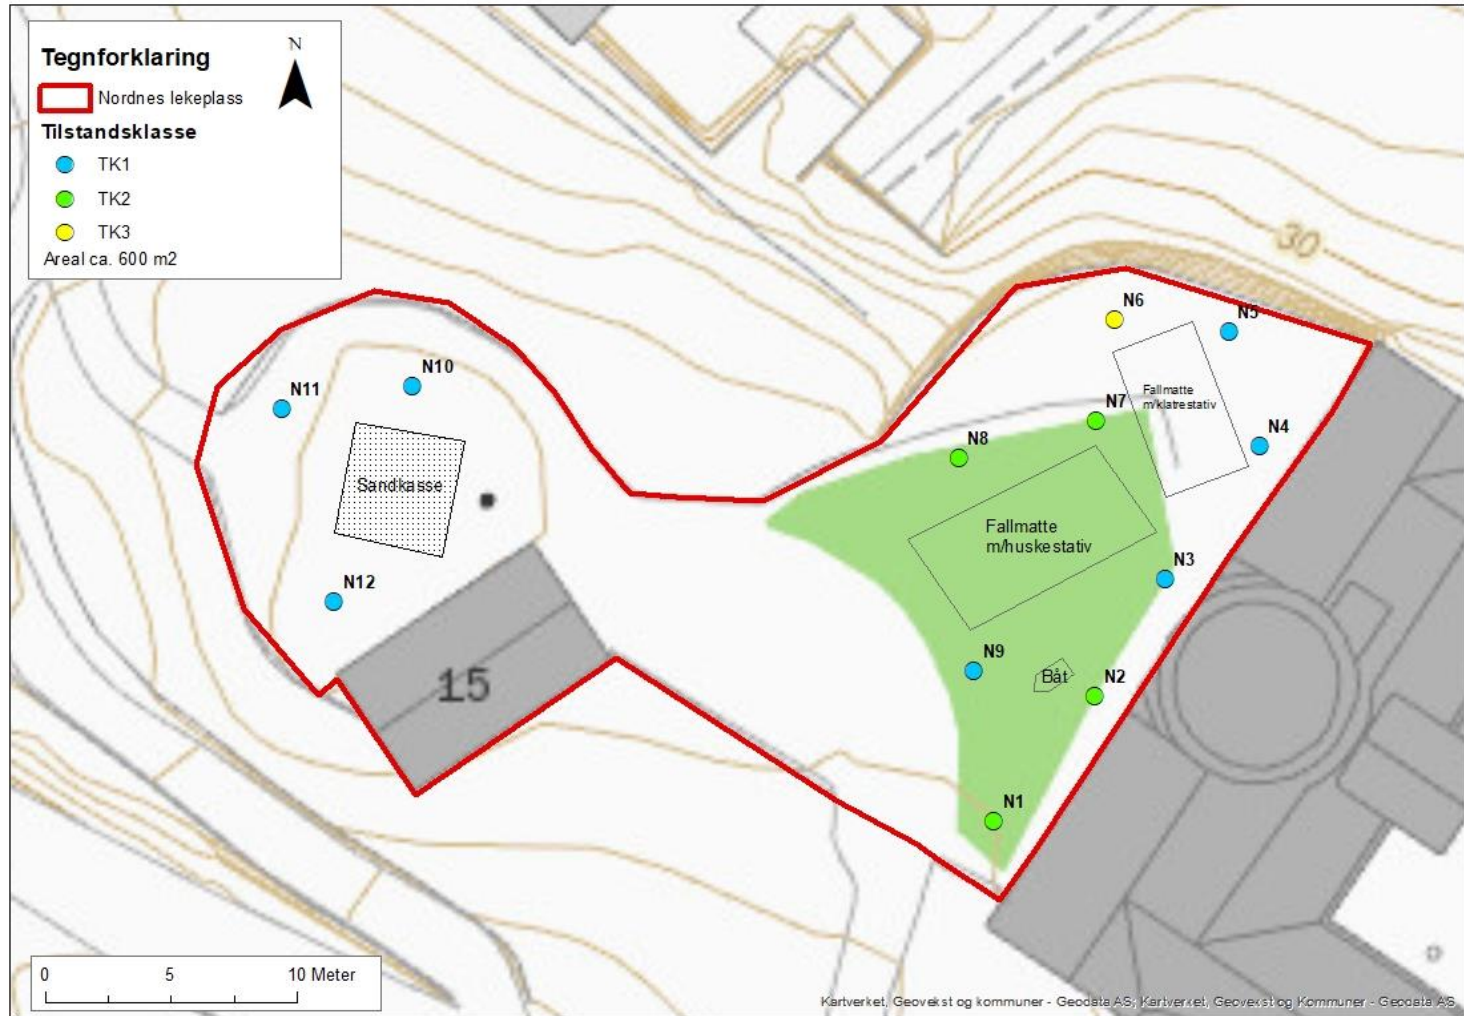 Tegnforklaring
N
Nordnes lekeplass
Tilstandsklasse
TK1
TK2
TK3
Areal ca. 600 m2
30
N6
N5
Fallmatte
m/klatrestativ
N10
N11
N7
N4
N8
Sandkasse
Fallmatte
m/huskestativ
N3
N12
15
N9
Båt
N2
N1
0 5 10 Meter
Kartverket, Geovekst og kommuner - Geodata AS; Kartverket, Geovekst og Kommuner - Geodata AS